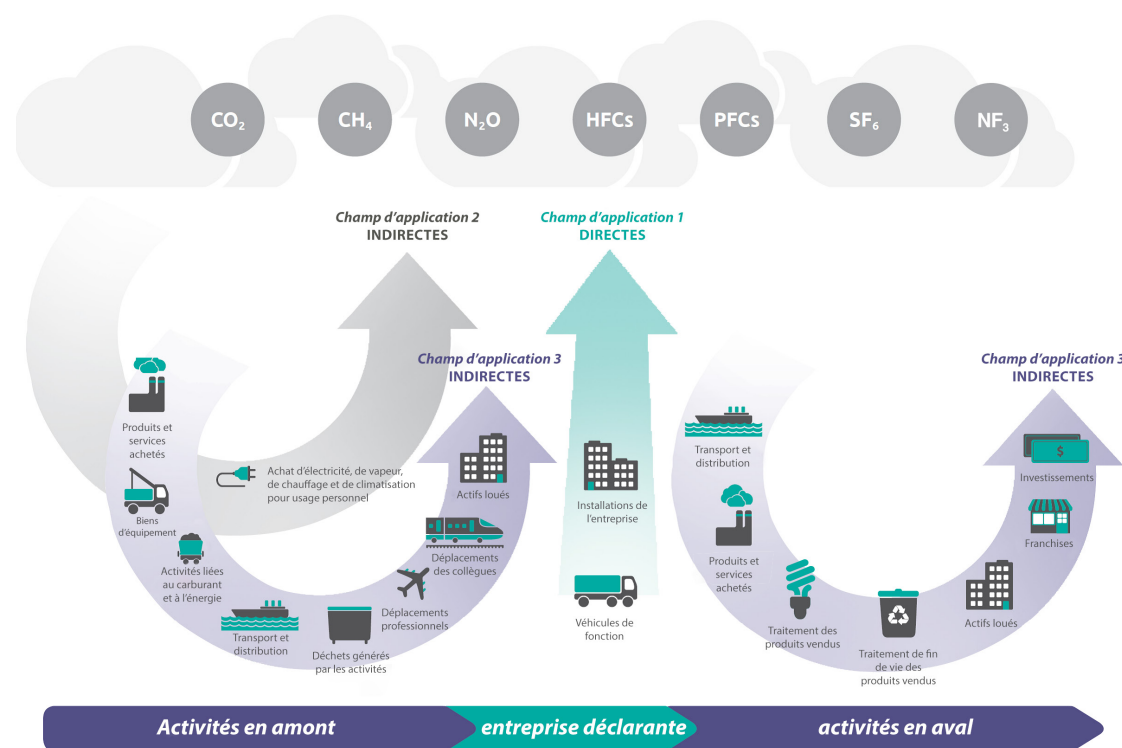 CO₂
CH₄
N₂O
HFCs
PFCs
SF₆
NF₃
Champ d'application 2
INDIRECTES
Champ d'application 1
DIRECTES
Champ d'application 3
INDIRECTES
Champ d'application 3
INDIRECTES
Produits et
services
achetés
Biens
d'équipement
Activités liées
au carburant
et à l'énergie
Transport et
distribution
Déchets générés
par les activités
Déplacements
professionnels
Déplacements
des collègues
Actifs loués
Achat d'électricité, de vapeur,
de chauffage et de climatisation
pour usage personnel
Installations de
l'entreprise
Véhicules de
fonction
Transport et
distribution
Produits et
services
achetés
Traitement des
produits vendus
Traitement de fin
de vie des
produits vendus
Actifs loués
Franchises
$
Investissements
Activités en amont
entreprise déclarante
activités en aval